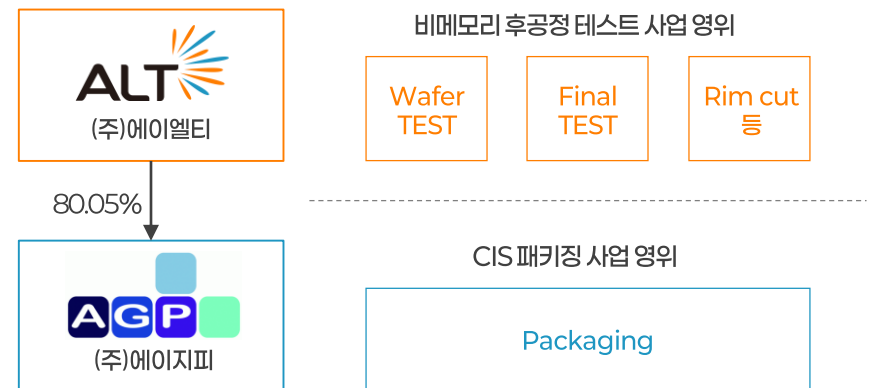 ALT
(주)에이엘티
80.05%
AGP
(주)에이지피
비메모리 후공정 테스트 사업 영위
Wafer
TEST
Final
TEST
Rim cut
등
CIS 패키징 사업 영위
Packaging